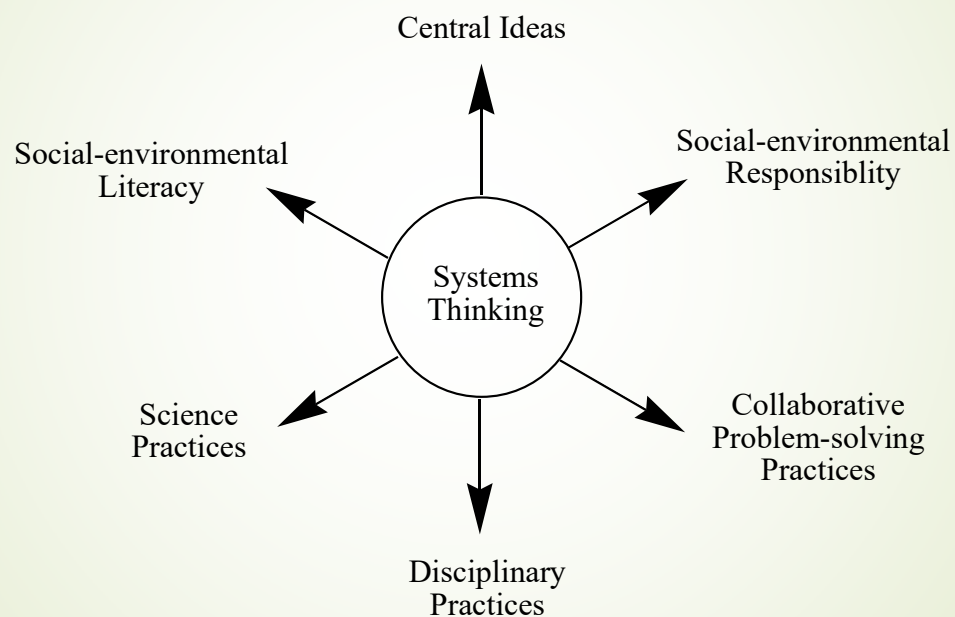 Central Ideas
Social-environmental
Literacy
Social-environmental
Responsiblity
Systems
Thinking
Science
Practices
Collaborative
Problem-solving
Practices
Disciplinary
Practices